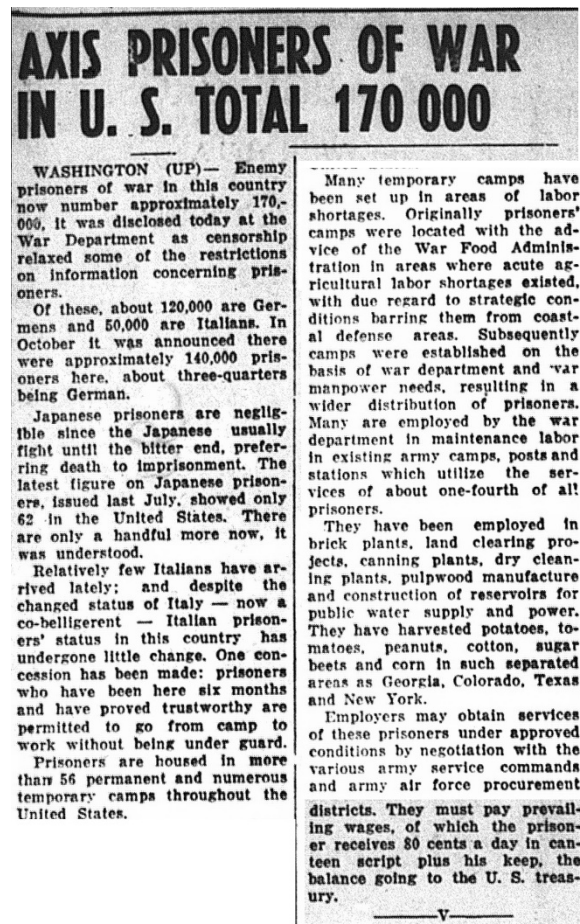 AXIS PRISONERS OF WAR
IN U. S. TOTAL 170 000
WASHINGTON (UP)— Enemy
prisoners of war in this country
now number approximately 170,-
000, it was disclosed today at the
War Department as censorship
relaxed some of the restrictions
on information concerning pris-
oners.
Of these, about 120,000 are Ger-
mens and 50,000 are Italians. In
October it was announced there
were approximately 140,000 pris-
oners here, about three-quarters
being German.
Japanese prisoners are neglig-
ible since the Japanese usually
fight until the bitter end, prefer-
ring death to imprisonment. The
latest figure on Japanese prison-
ers, issued last July, showed only
62 in the United States. There
are only a handful more now, it
was understood.
Relatively few Italians have ar-
rived lately; and despite the
changed status of Italy — now a
co-belligerent — Italian prison-
ers' status in this country has
undergone little change. One con-
cession has been made: prisoners
who have been here six months
and have proved trustworthy are
permitted to go from camp to
work without being under guard.
Prisoners are housed in more
than 56 permanent and numerous
temporary camps throughout the
United States.
Many temporary camps have
been set up in areas of labor
shortages. Originally prisoners'
camps were located with the ad-
vice of the War Food Adminis-
tration in areas where acute ag-
ricultural labor shortages existed,
with due regard to strategic con-
ditions barring them from coast-
al defense areas. Subsequently
camps were established on the
basis of war department and war
manpower needs, resulting in a
wider distribution of prisoners.
Many are employed by the war
department in maintenance labor
in existing army camps, posts and
stations which utilize the ser-
vices of about one-fourth of all
prisoners.
They have been employed in
brick plants, land clearing pro-
jects, canning plants, dry clean-
ing plants, pulpwood manufacture
and construction of reservoirs for
public water supply and power.
They have harvested potatoes, to-
matoes, peanuts, cotton, sugar
beets and corn in such separated
areas as Georgia, Colorado, Texas
and New York.
Employers may obtain services
of these prisoners under approved
conditions by negotiation with the
various army service commands
and army air force procurement
districts. They must pay prevail-
ing wages, of which the prison-
er receives 80 cents a day in can-
teen script plus his keep, the
balance going to the U. S. treas-
ury.
——V——